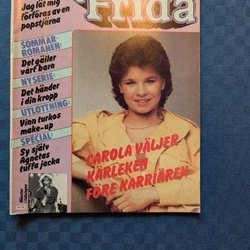 Jag lät mig
förföras av en
popstjärna
Frida
SOMMAR-
ROMANEN:
Det gäller
vårt barn
NY SERIE:
Det händer
i din kropp
UTLOTTNING:
Vinn turkos
make-up
SPECIAL:
Sy själv
Agnetas
tuffa jacka
CAROLA VÄLJER
KÄRLEKEN
FÖRE KARRIÄREN